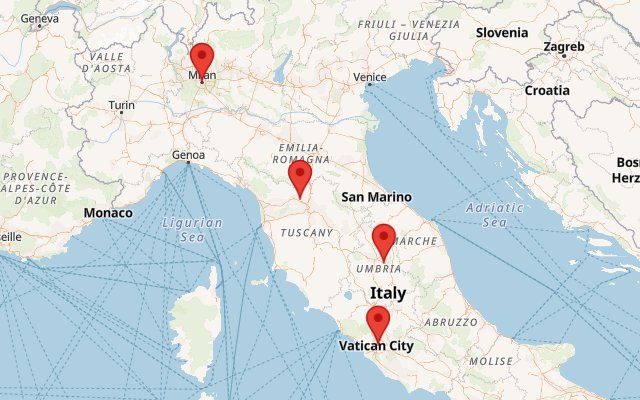 Geneva
FRIULI – VENEZIA
GIULIA
Slovenia
Zagreb
VALLE
D'AOSTA
Milan
Venice
Croatia
Turin
Genoa
EMILIA-
ROMAGNA
Bos
Herz
PROVENCE-
ALPES-CÔTE
D'AZUR
San Marino
Monaco
Ligurian
Sea
Adriatic
Sea
TUSCANY
MARCHE
eille
UMBRIA
Italy
ABRUZZO
Vatican City
MOLISE